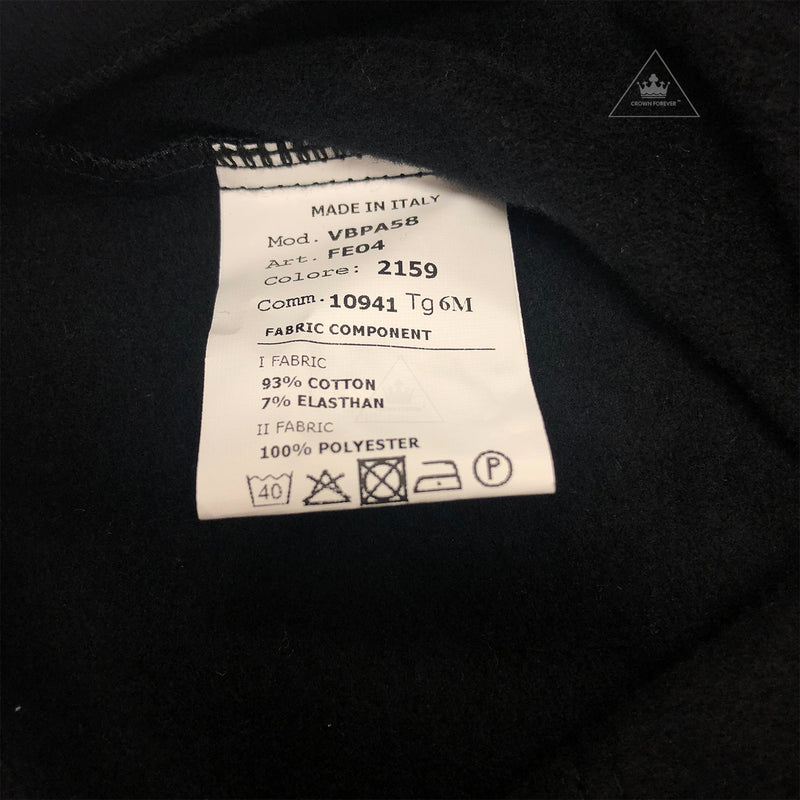 CROWN FOREVER™
MADE IN ITALY
Mod. VBPA58
Art. FE04
Colore: 2159
Comm. 10941 Tg 6M
FABRIC COMPONENT
I FABRIC
93% COTTON
7% ELASTHAN
II FABRIC
100% POLYESTER
40
P